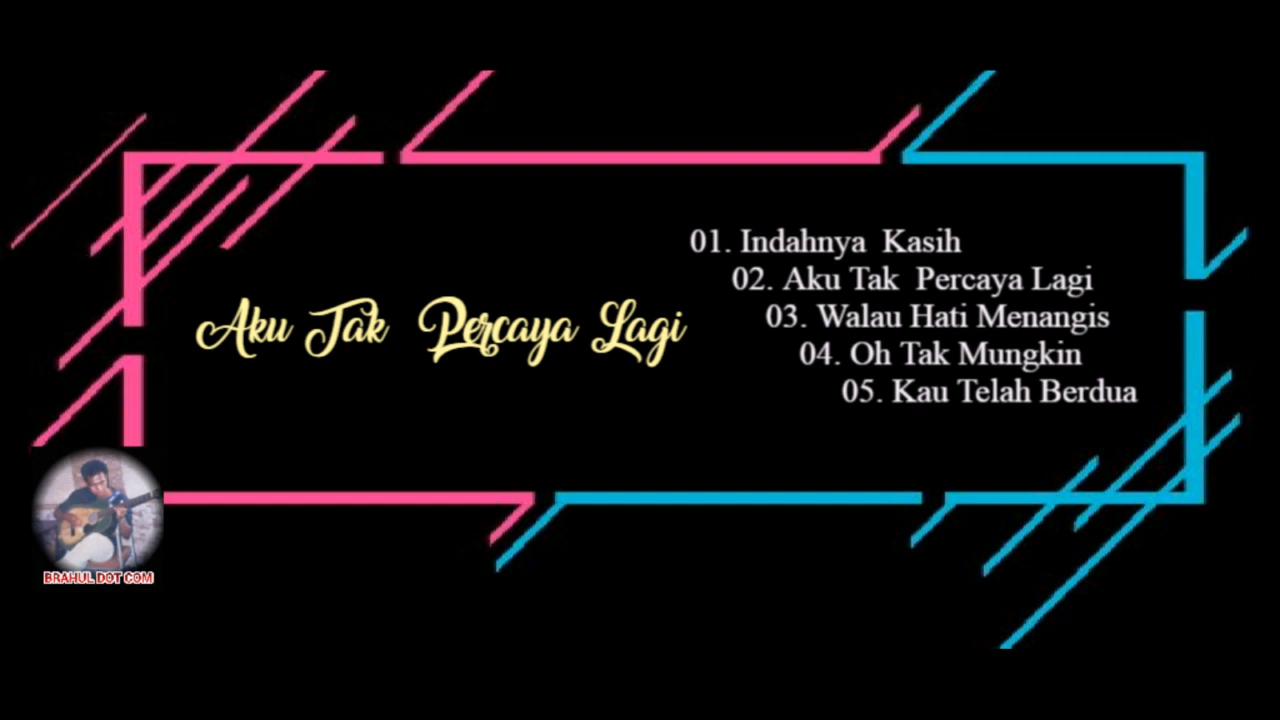 Aku Tak Percaya Lagi
01. Indahnya Kasih
02. Aku Tak Percaya Lagi
03. Walau Hati Menangis
04. Oh Tak Mungkin
05. Kau Telah Berdua
BRAHUL DOT COM